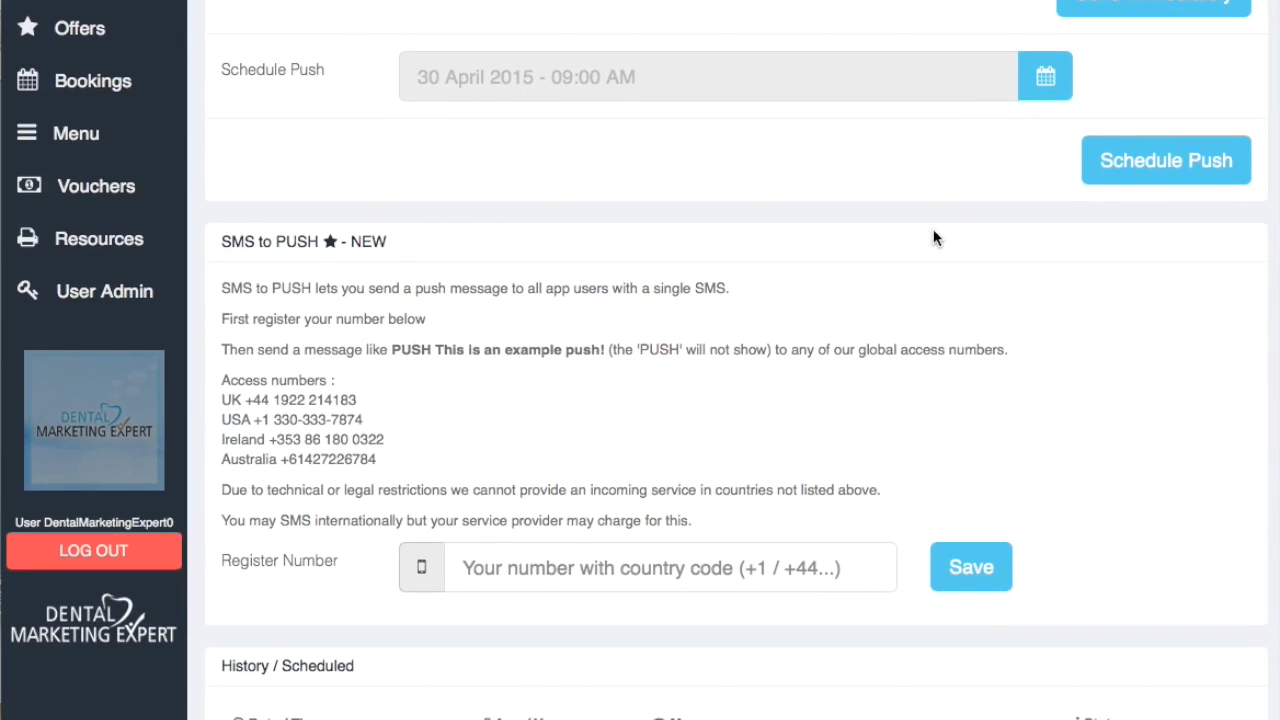 Offers
Bookings
Menu
Vouchers
Resources
User Admin
DENTAL
MARKETING EXPERT
User DentalMarketingExpert0
LOG OUT
DENTAL
MARKETING EXPERT
Schedule Push
30 April 2015 - 09:00 AM
Schedule Push
SMS to PUSH ★ - NEW
SMS to PUSH lets you send a push message to all app users with a single SMS.
First register your number below
Then send a message like PUSH This is an example push! (the 'PUSH' will not show) to any of our global access numbers.
Access numbers :
UK +44 1922 214183
USA +1 330-333-7874
Ireland +353 86 180 0322
Australia +61427226784
Due to technical or legal restrictions we cannot provide an incoming service in countries not listed above.
You may SMS internationally but your service provider may charge for this.
Register Number
Your number with country code (+1 / +44...)
Save
History / Scheduled